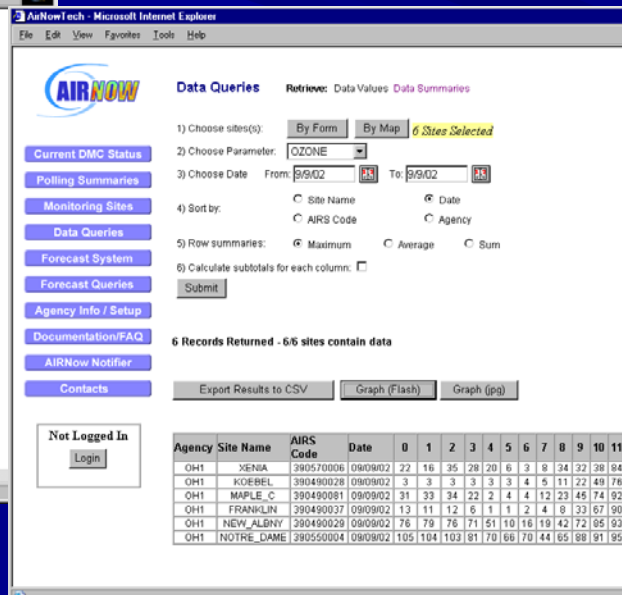 AirNowTech - Microsoft Internet Explorer
File Edit View Favorites Tools Help
AIRNOW
Data Queries Retrieve: Data Values Data Summaries
1) Choose sites(s): By Form By Map 6 Sites Selected
2) Choose Parameter: OZONE
3) Choose Date From: 9/9/02 To: 9/9/02
4) Sort by: Site Name Date
AIRS Code Agency
5) Row summaries: Maximum Average Sum
6) Calculate subtotals for each column:
Submit
Current DMC Status
Polling Summaries
Monitoring Sites
Data Queries
Forecast System
Forecast Queries
Agency Info / Setup
Documentation/FAQ
AIRNow Notifier
Contacts
6 Records Returned - 6/6 sites contain data
Export Results to CSV Graph (Flash) Graph (jpg)
Not Logged In
Login
Agency Site Name AIRS Code Date 0 1 2 3 4 5 6 7 8 9 10 11
OH1 XENIA 390570006 09/09/02 22 16 35 28 20 6 3 8 34 32 38 84
OH1 KOEBEL 390490028 09/09/02 3 3 3 3 3 3 4 5 11 22 49 76
OH1 MAPLE_C 390490081 09/09/02 31 33 34 22 2 4 4 12 23 45 74 92
OH1 FRANKLIN 390490037 09/09/02 13 11 12 6 1 1 2 4 8 33 67 90
OH1 NEW_ALBNY 390490029 09/09/02 76 79 76 71 51 10 16 19 42 72 85 93
OH1 NOTRE_DAME 390550004 09/09/02 105 104 103 81 70 66 70 44 65 88 91 95